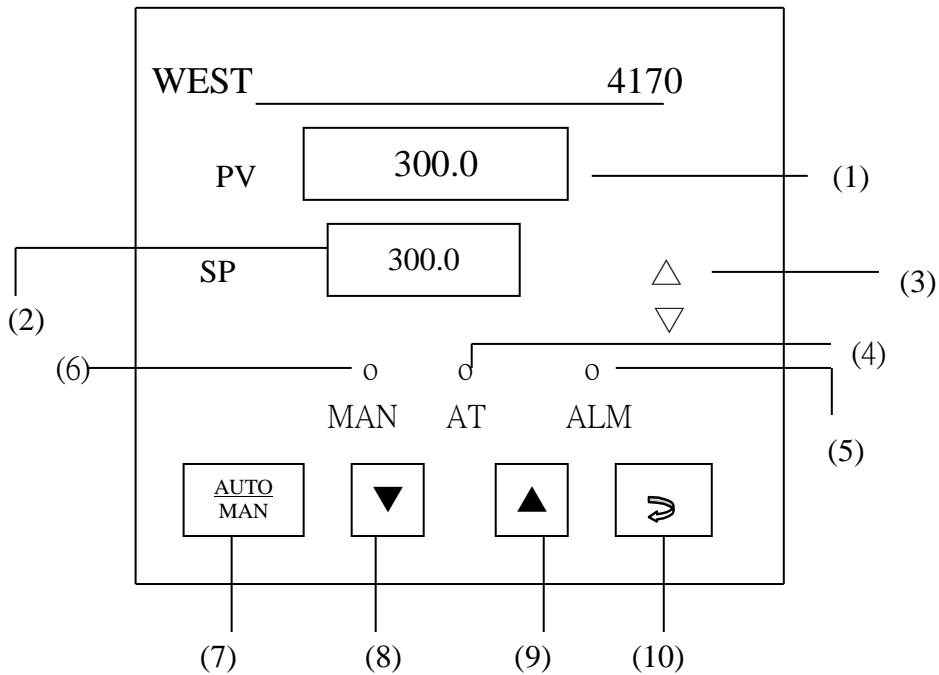 WEST 4170
PV 300.0 (1)
SP 300.0 △ (3)
(2) ▽
(6) o o o (4)
MAN AT ALM
(5)
AUTO
MAN
▼ ▲
(7) (8) (9) (10)